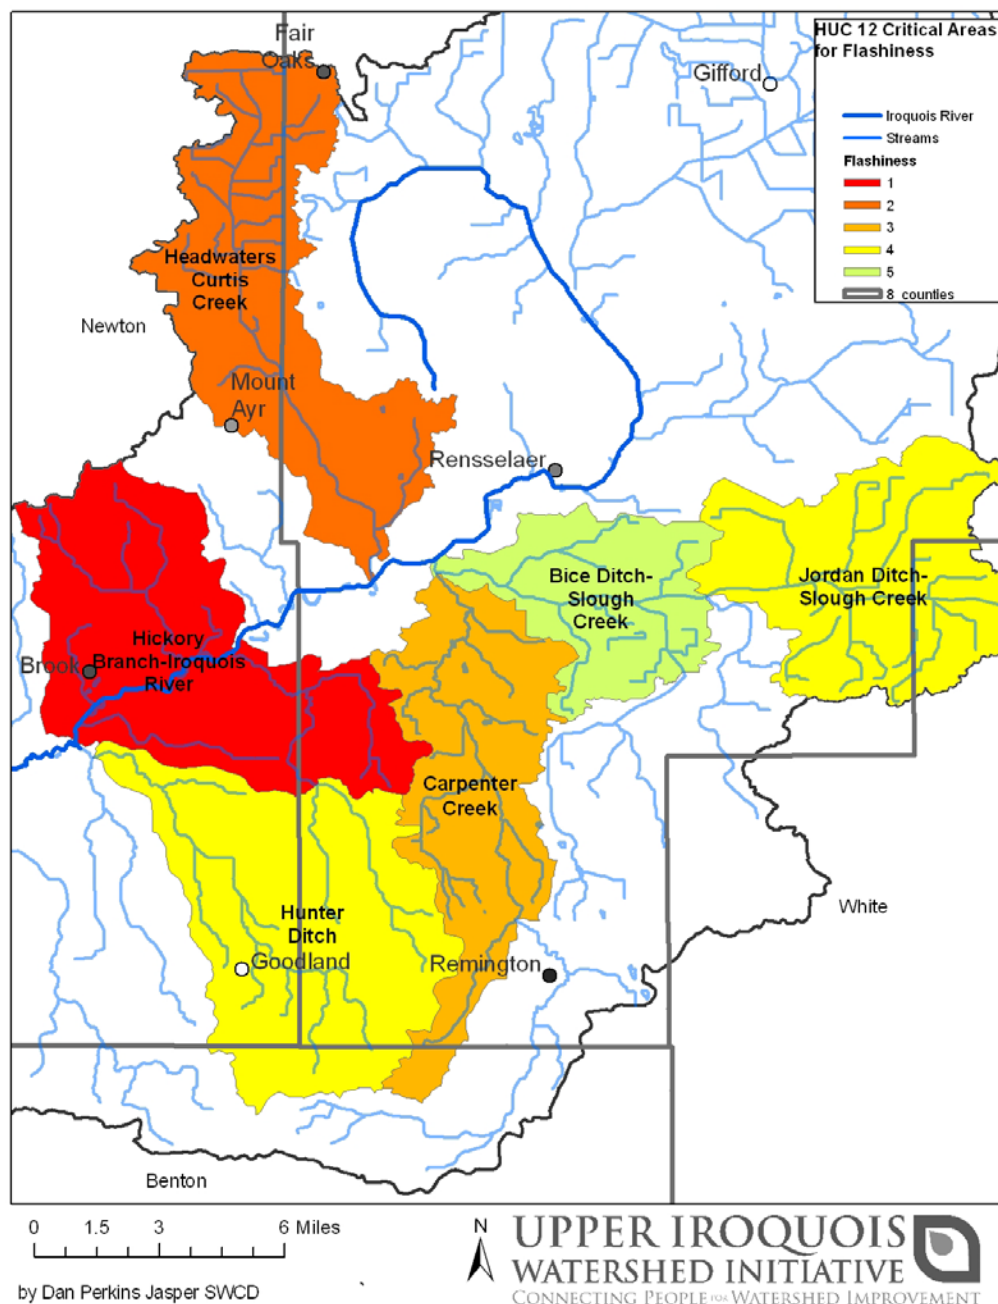 HUC 12 Critical Areas
for Flashiness
Iroquois River
Streams
Flashiness
1
2
3
4
5
8 counties
Fair
Oaks
Gifford
Headwaters
Curtis
Creek
Newton
Mount
Ayr
Rensselaer
Bice Ditch-
Slough
Creek
Jordan Ditch-
Slough Creek
Hickory
Branch-Iroquois
River
Brook
Carpenter
Creek
White
Hunter
Ditch
Goodland
Remington
Benton
0 1.5 3 6 Miles
by Dan Perkins Jasper SWCD
N
UPPER IROQUOIS
WATERSHED INITIATIVE
CONNECTING PEOPLE FOR WATERSHED IMPROVEMENT